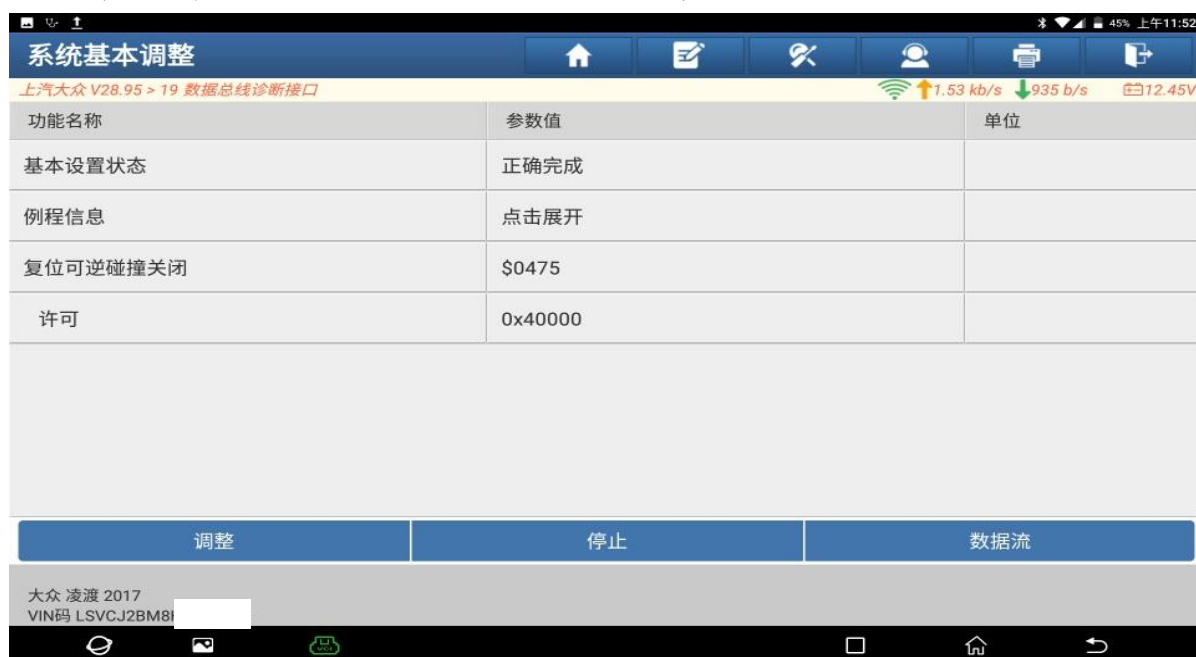 45% 上午11:52
系统基本调整
上汽大众 V28.95 > 19 数据总线诊断接口 1.53 kb/s 935 b/s 12.45V
功能名称 参数值 单位
基本设置状态 正确完成
例程信息 点击展开
复位可逆碰撞关闭 $0475
许可 0x40000
调整 停止 数据流
大众 凌渡 2017
VIN码 LSVCJ2BM8
VCI